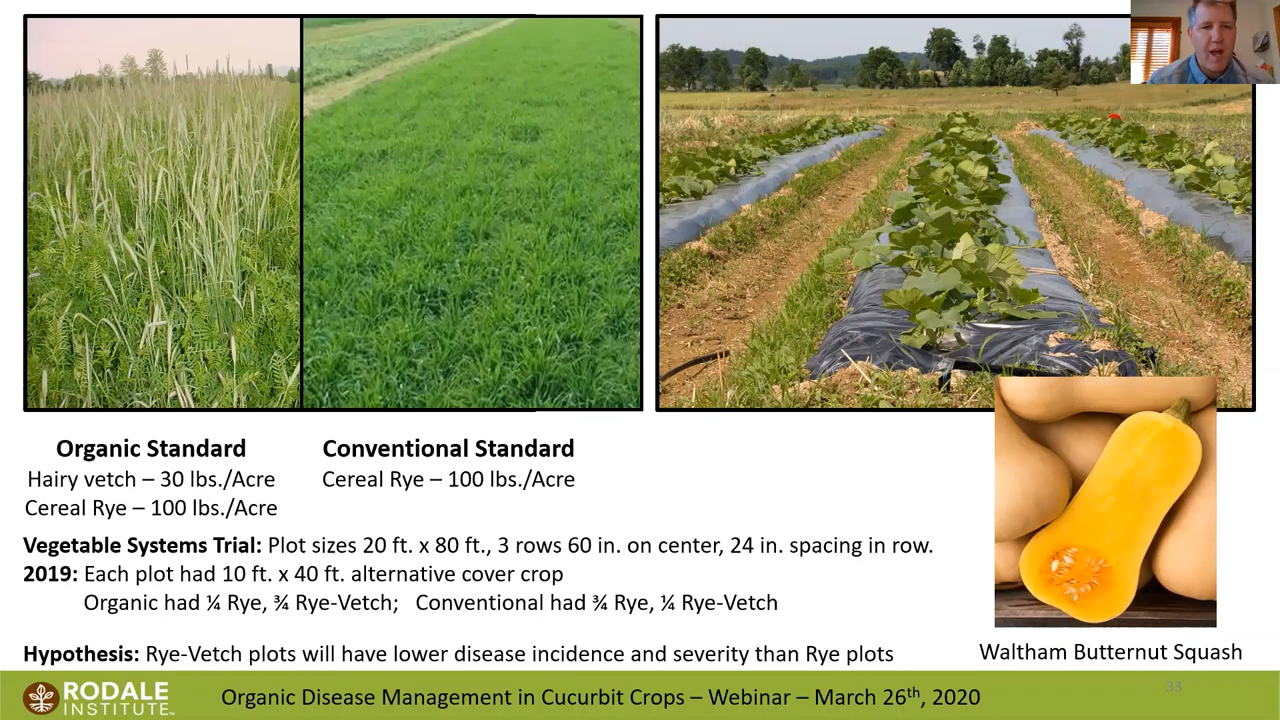 Organic Standard
Hairy vetch – 30 lbs./Acre
Cereal Rye – 100 lbs./Acre
Conventional Standard
Cereal Rye – 100 lbs./Acre
Vegetable Systems Trial: Plot sizes 20 ft. x 80 ft., 3 rows 60 in. on center, 24 in. spacing in row.
2019: Each plot had 10 ft. x 40 ft. alternative cover crop
Organic had ¼ Rye, ¾ Rye-Vetch; Conventional had ¾ Rye, ¼ Rye-Vetch
Hypothesis: Rye-Vetch plots will have lower disease incidence and severity than Rye plots
Waltham Butternut Squash
RODALE
INSTITUTE™
Organic Disease Management in Cucurbit Crops – Webinar – March 26th, 2020
33